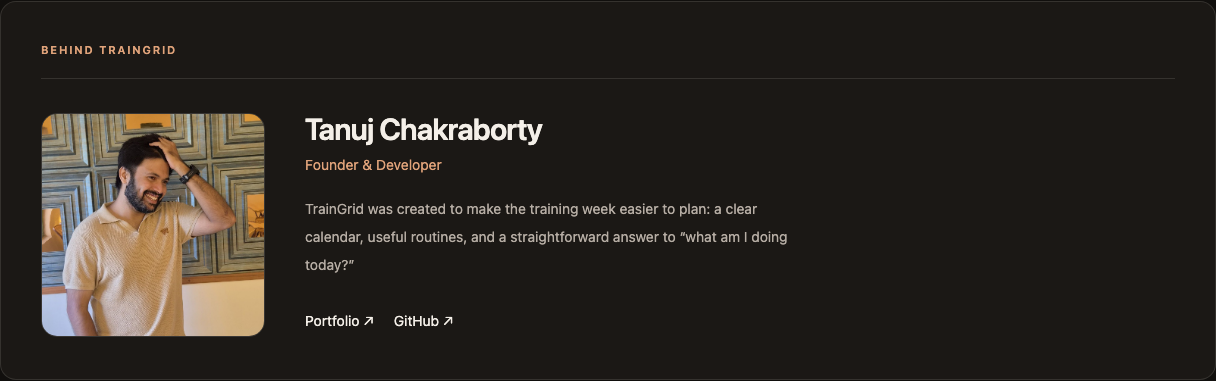 BEHIND TRAINGRID
Tanuj Chakraborty
Founder & Developer
TrainGrid was created to make the training week easier to plan: a clear
calendar, useful routines, and a straightforward answer to “what am I doing
today?”
Portfolio ↗ GitHub ↗